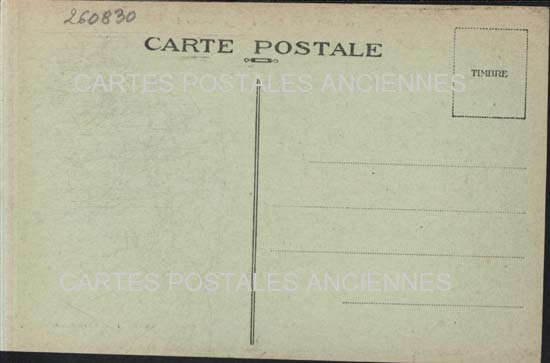 260830
CARTE POSTALE
TIMBRE
CARTES POSTALES ANCIENNES
CARTES POSTALES ANCIENNES